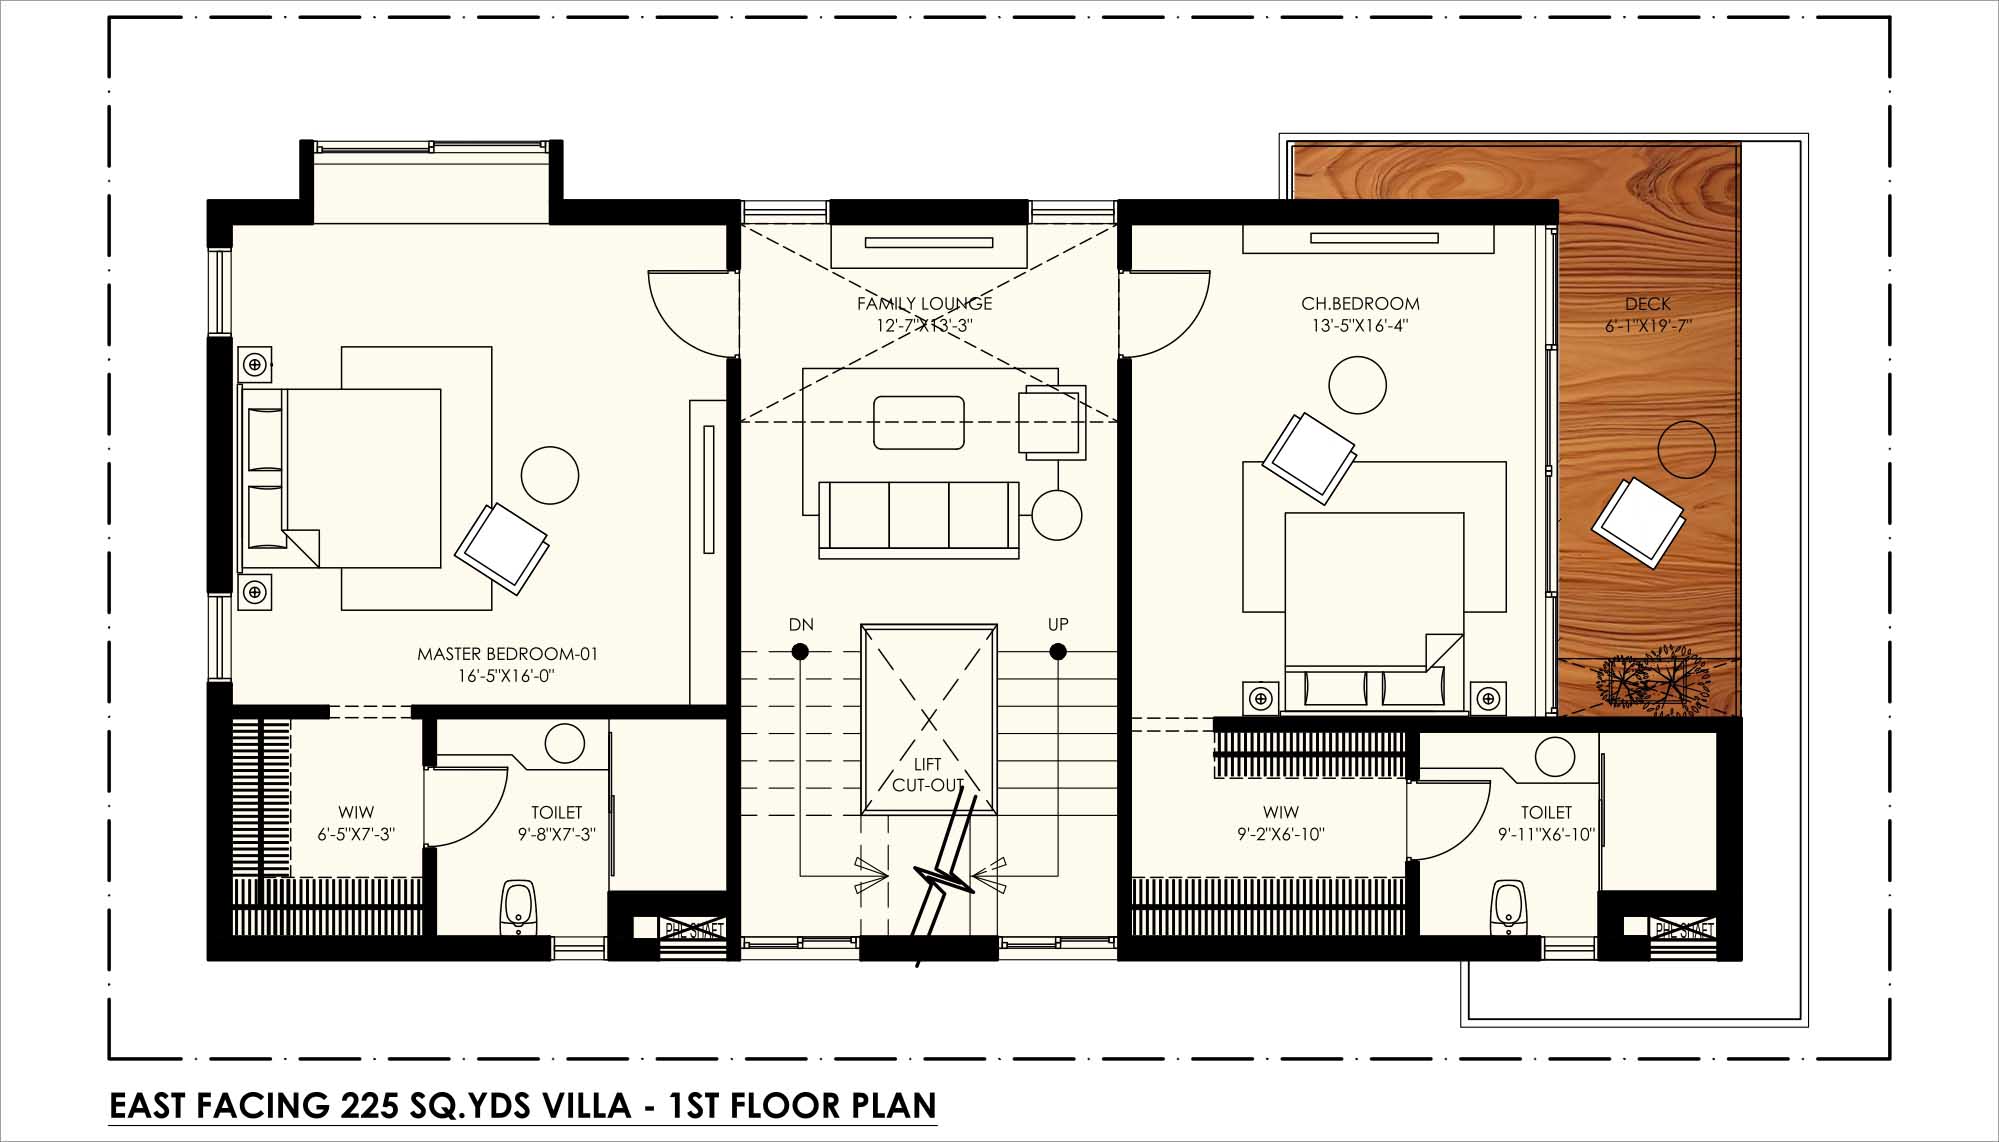 FAMILY LOUNGE
12'-7"X13'-3"
CH.BEDROOM
13'-5"X16'-4"
DECK
6'-1"X19'-7"
DN
UP
MASTER BEDROOM-01
16'-5"X16'-0"
LIFT
CUT-OUT
WIW
6'-5"X7'-3"
TOILET
9'-8"X7'-3"
WIW
9'-2"X6'-10"
TOILET
9'-11"X6'-10"
PHE SHAFT
PHE SHAFT
EAST FACING 225 SQ.YDS VILLA - 1ST FLOOR PLAN